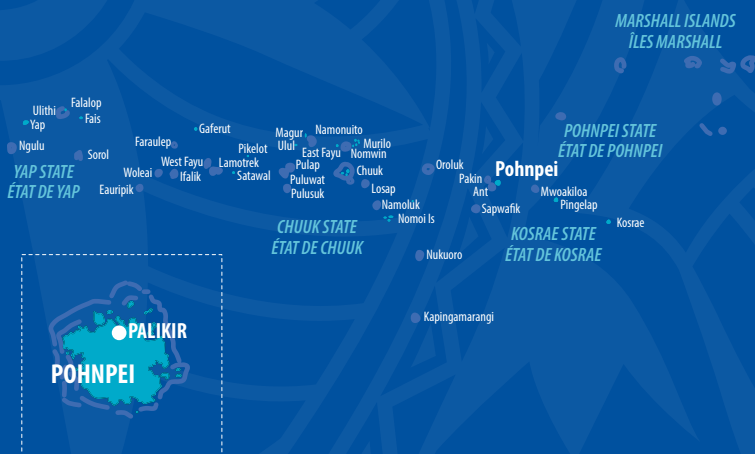 MARSHALL ISLANDS
ÎLES MARSHALL
Falalop
Ulithi
Fais
Yap
Ngulu
Sorol
YAP STATE
ÉTAT DE YAP
Gaferut
Faraulep
West Fayu
Woleai
Ifalik
Eauripik
Pikelot
Lamotrek
Satawal
Magur
Namonuito
Ulul
East Fayu
Murilo
Nomwin
Pulap
Chuuk
Puluwat
Pulusuk
Losap
Namoluk
Nomoi Is
CHUUK STATE
ÉTAT DE CHUUK
POHNPEI STATE
ÉTAT DE POHNPEI
Oroluk
Pohnpei
Pakin
Ant
Mwoakiloa
Pingelap
Sapwafik
Kosrae
KOSRAE STATE
ÉTAT DE KOSRAE
Nukuoro
Kapingamarangi
PALIKIR
POHNPEI